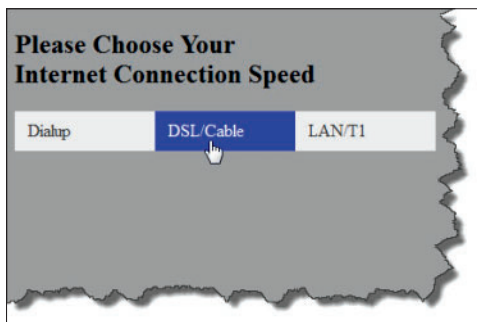 Please Choose Your
Internet Connection Speed
Dialup DSL/Cable LAN/T1